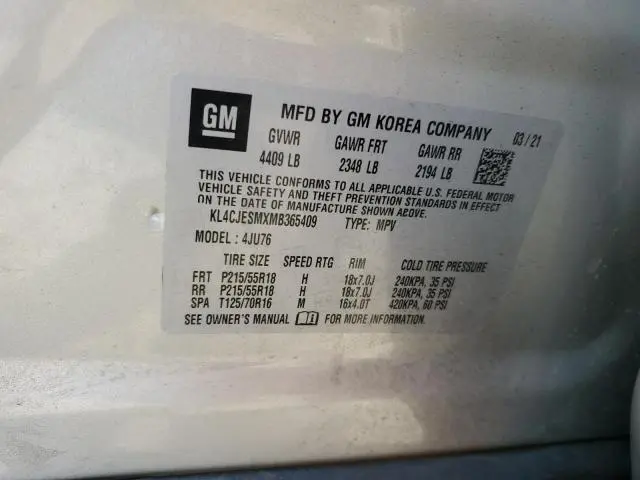 GM
MFD BY GM KOREA COMPANY 03/21
GVWR GAWR FRT GAWR RR
4409 LB 2348 LB 2194 LB
THIS VEHICLE CONFORMS TO ALL APPLICABLE U.S. FEDERAL MOTOR
VEHICLE SAFETY AND THEFT PREVENTION STANDARDS IN EFFECT
ON THE DATE OF MANUFACTURE SHOWN ABOVE.
KL4CJESMXMB365409 TYPE: MPV
MODEL : 4JU76
TIRE SIZE SPEED RTG RIM COLD TIRE PRESSURE
FRT P215/55R18 H 18x7.0J 240KPA, 35 PSI
RR P215/55R18 H 18x7.0J 240KPA, 35 PSI
SPA T125/70R16 M 16x4.0T 420KPA, 60 PSI
SEE OWNER'S MANUAL FOR MORE INFORMATION.